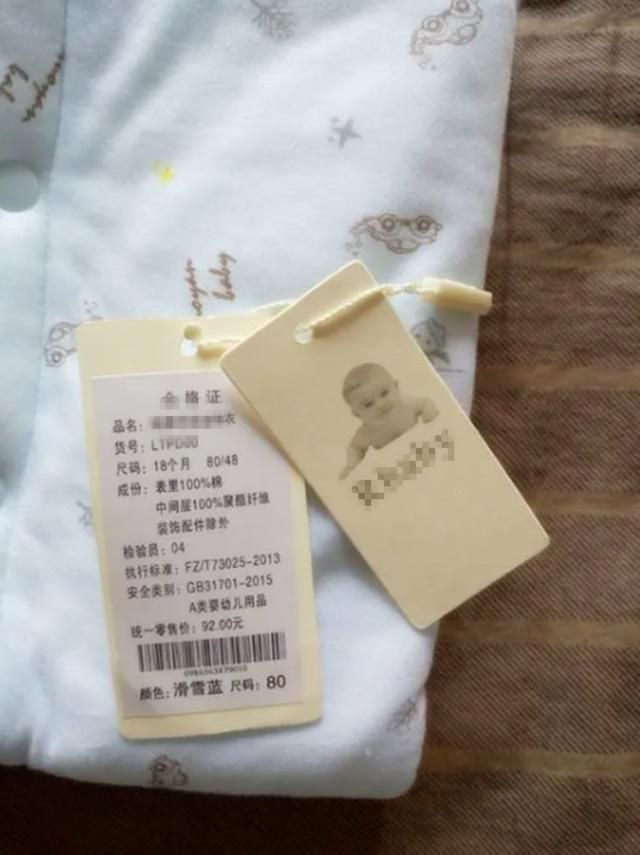 合格证
品名：
货号：LTPD00
尺码：18个月 80/48
成份：表里100%棉
中间层100%聚酯纤维
装饰配件除外
检验员：04
执行标准：FZ/T73025-2013
安全类别：GB31701-2015
A类婴幼儿用品
统一零售价：92.00元
颜色：滑雪蓝 尺码：80
baby